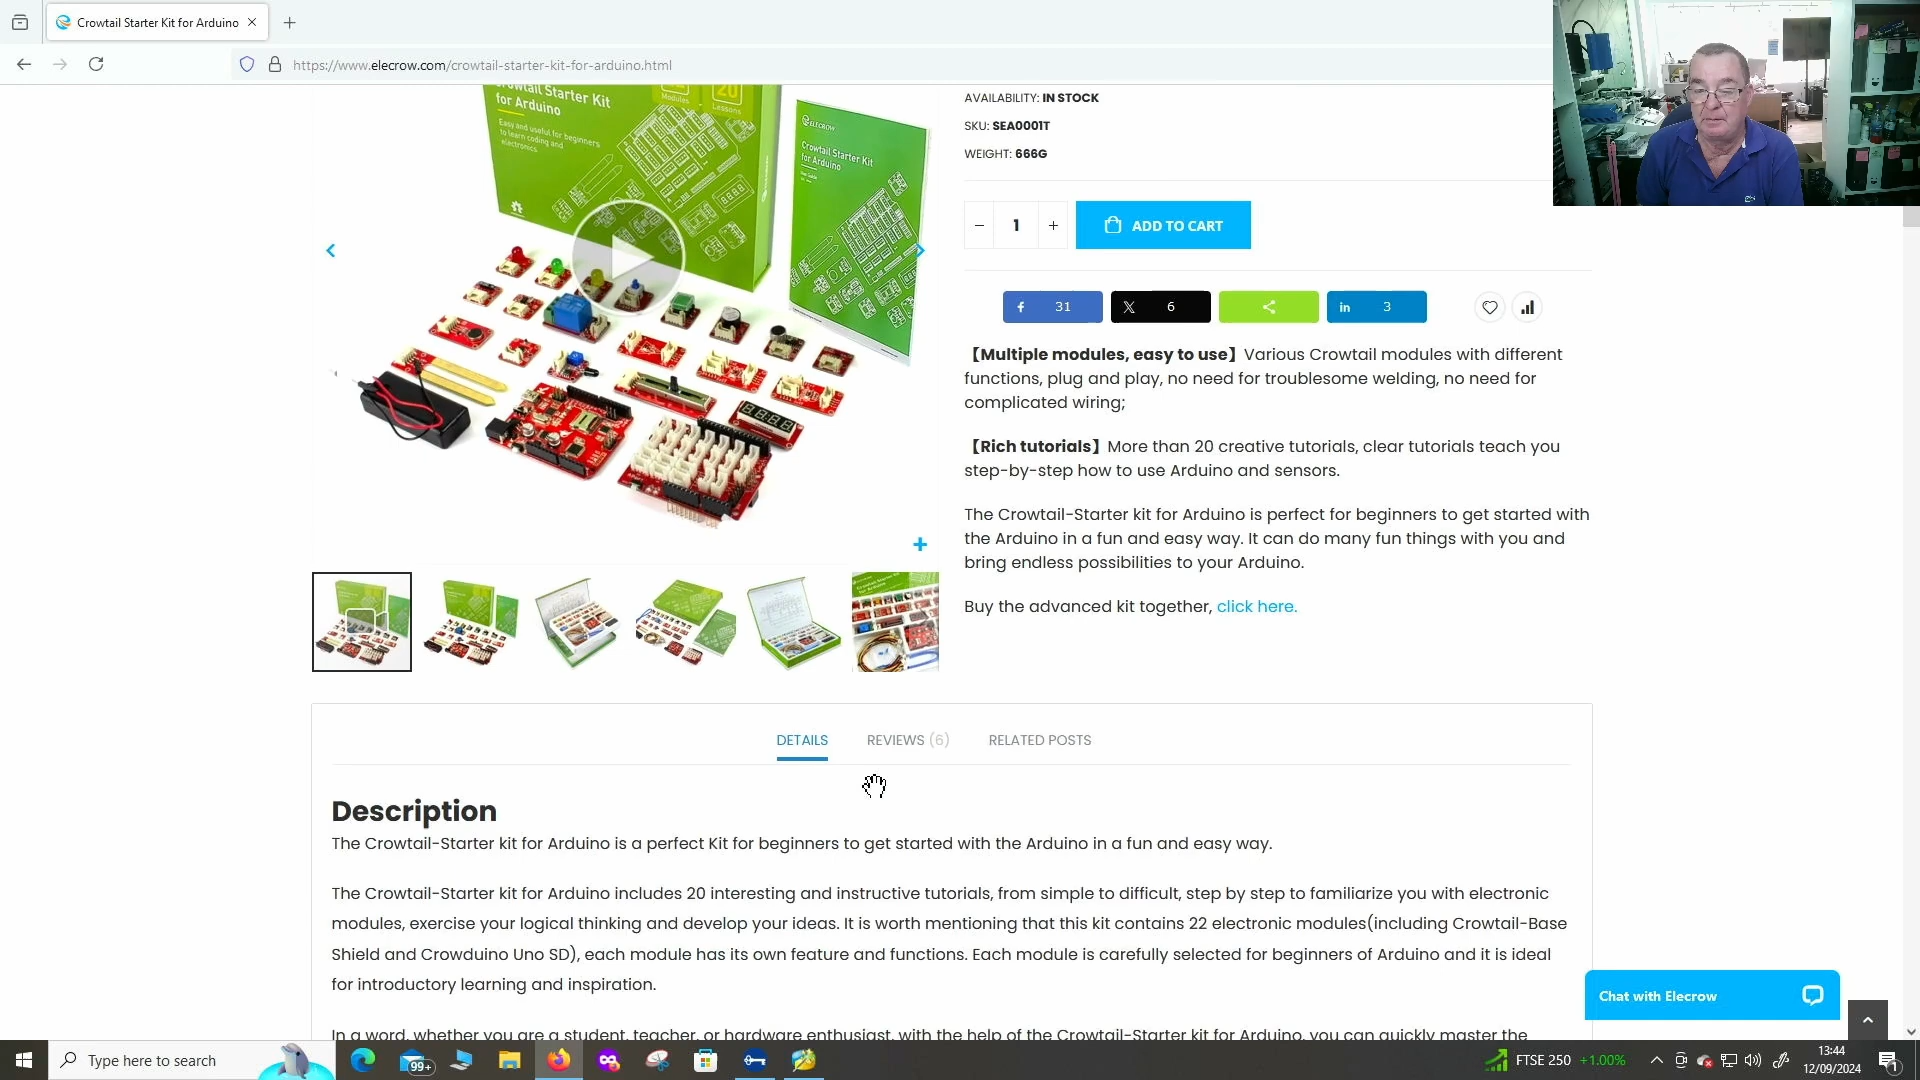 Crowtail Starter Kit for Arduino
https://www.elecrow.com/crowtail-starter-kit-for-arduino.html
Crowtail Starter Kit
for Arduino
Easy and useful for beginners
to learn coding and
electronics
Modules
20
Lessons
ELECROW
Crowtail Starter Kit
for Arduino
User Guide
AVAILABILITY: IN STOCK
SKU: SEA0001T
WEIGHT: 666G
− 1 +
ADD TO CART
31
6
in 3
【Multiple modules, easy to use】Various Crowtail modules with different
functions, plug and play, no need for troublesome welding, no need for
complicated wiring;
【Rich tutorials】More than 20 creative tutorials, clear tutorials teach you
step-by-step how to use Arduino and sensors.
The Crowtail-Starter kit for Arduino is perfect for beginners to get started with
the Arduino in a fun and easy way. It can do many fun things with you and
bring endless possibilities to your Arduino.
Buy the advanced kit together, click here.
DETAILS
REVIEWS (6)
RELATED POSTS
Description
The Crowtail-Starter kit for Arduino is a perfect Kit for beginners to get started with the Arduino in a fun and easy way.
The Crowtail-Starter kit for Arduino includes 20 interesting and instructive tutorials, from simple to difficult, step by step to familiarize you with electronic
modules, exercise your logical thinking and develop your ideas. It is worth mentioning that this kit contains 22 electronic modules(including Crowtail-Base
Shield and Crowduino Uno SD), each module has its own feature and functions. Each module is carefully selected for beginners of Arduino and it is ideal
for introductory learning and inspiration.
In a word, whether you are a student, teacher, or hardware enthusiast, with the help of the Crowtail-Starter kit for Arduino, you can quickly master the
Chat with Elecrow
Type here to search
99+
FTSE 250 +1.00%
13:44
12/09/2024
1